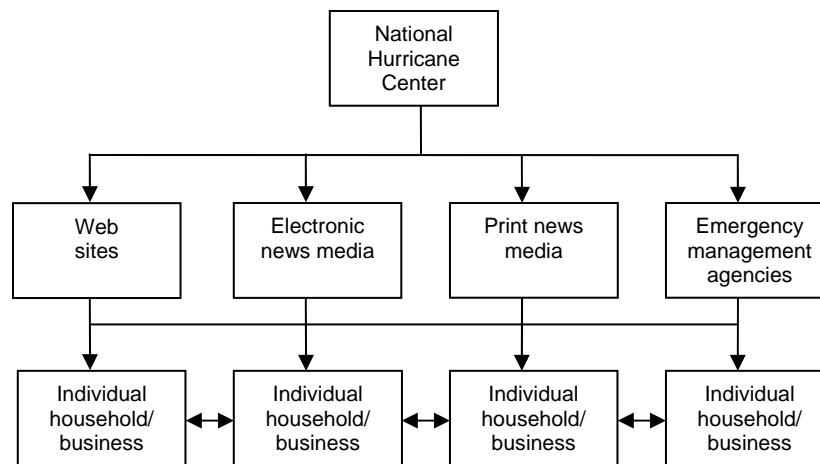 National
Hurricane
Center
Web
sites
Electronic
news media
Print news
media
Emergency
management
agencies
Individual
household/
business
Individual
household/
business
Individual
household/
business
Individual
household/
business